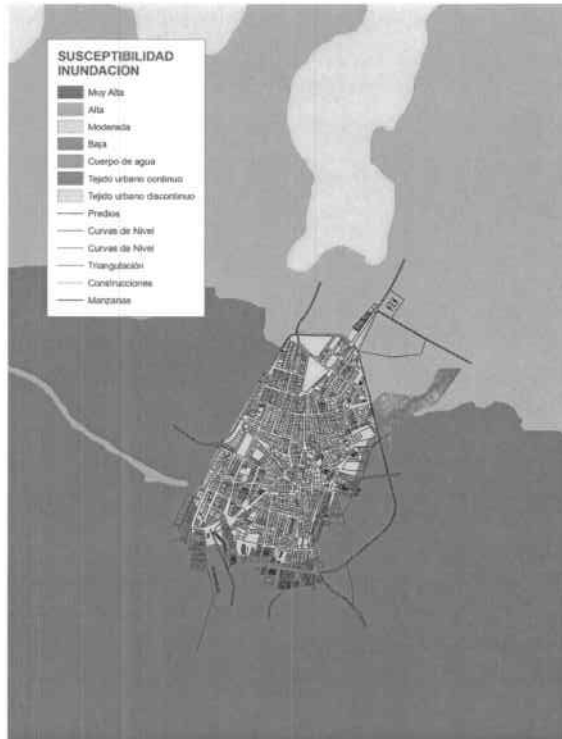 SUSCEPTIBILIDAD
INUNDACIÓN
Muy Alta
Alta
Moderada
Baja
Cuerpo de agua
Tejido urbano continuo
Tejido urbano discontinuo
Predios
Curvas de Nivel
Curvas de Nivel
Triangulación
Construcciones
Manzanas